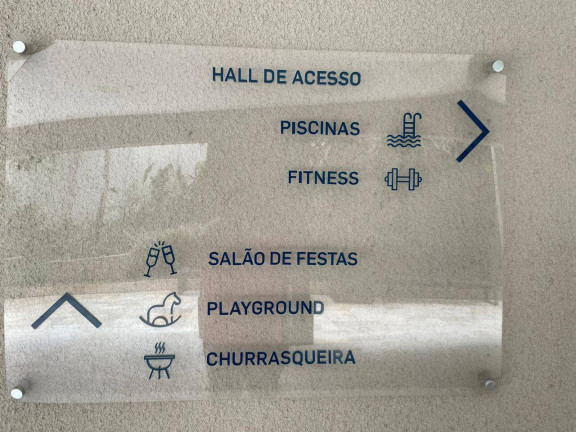 HALL DE ACESSO
PISCINAS
FITNESS
SALÃO DE FESTAS
PLAYGROUND
CHURRASQUEIRA